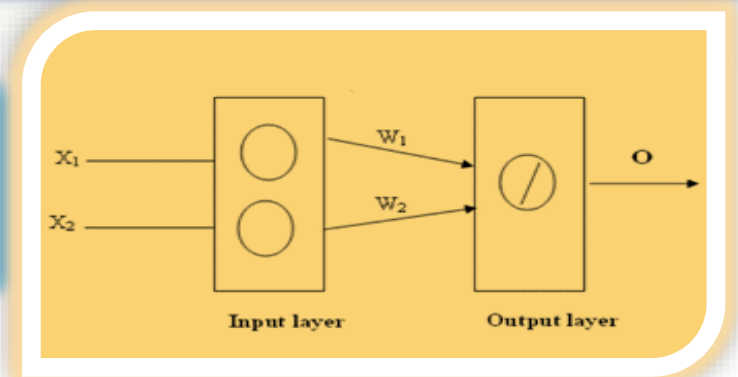 X₁
W₁
O
X₂
W₂
Input layer
Output layer